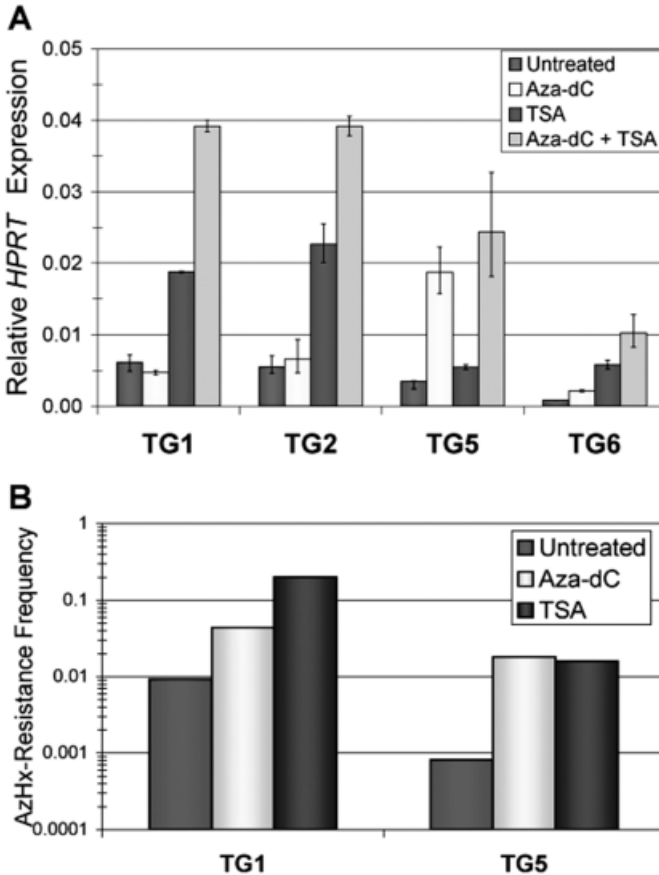 A
Relative HPRT Expression
0.05
0.04
0.03
0.02
0.01
0.00
Untreated
Aza-dC
TSA
Aza-dC + TSA
TG1 TG2 TG5 TG6
B
AzHx-Resistance Frequency
1
0.1
0.01
0.001
0.0001
Untreated
Aza-dC
TSA
TG1 TG5